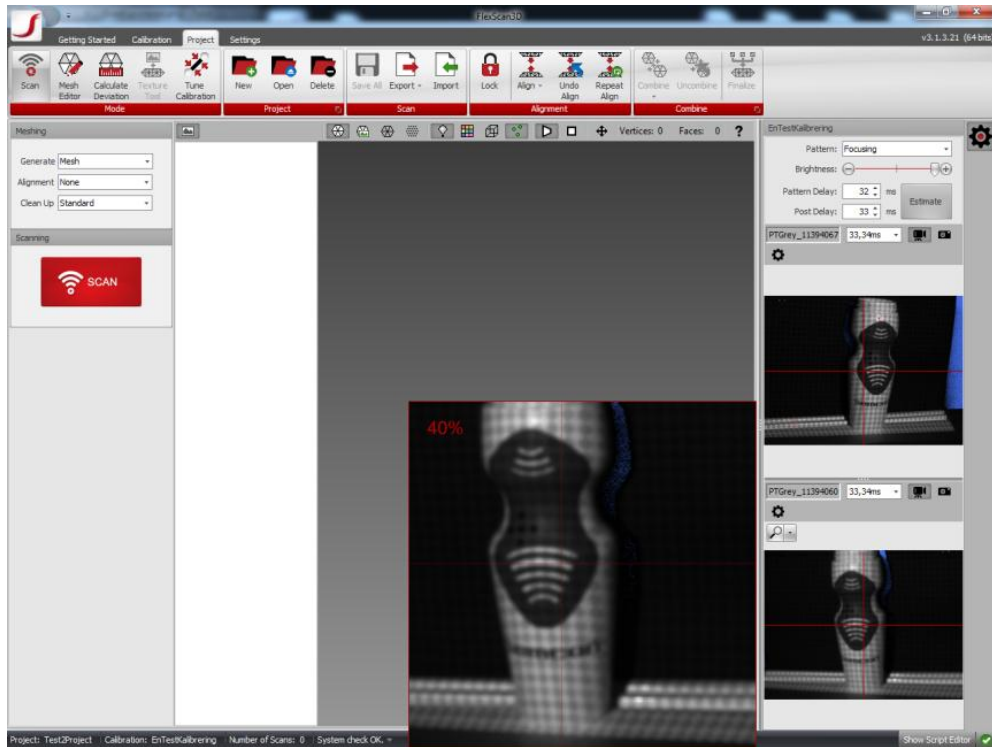 FlexScan3D
Getting Started Calibration Project Settings
v3.1.3.21 (64 bits)
Scan
Mesh Editor
Calculate Deviation
Texture Tool
Tune Calibration
New
Open
Delete
Save All
Export
Import
Lock
Align
Undo Align
Repeat Align
Combine
Uncombine
Finalize
Mode
Project
Scan
Alignment
Combine
Meshing
Generate Mesh
Alignment None
Clean Up Standard
Scanning
SCAN
Vertices: 0 Faces: 0 ?
40%
EnTestKalibrering
Pattern: Focusing
Brightness:
Pattern Delay: 32 ms
Post Delay: 33 ms
Estimate
PTGrey_11394067 33,34ms
PTGrey_11394060 33,34ms
Project: Test2Project Calibration: EnTestKalibrering Number of Scans: 0 System check OK.
Show Script Editor